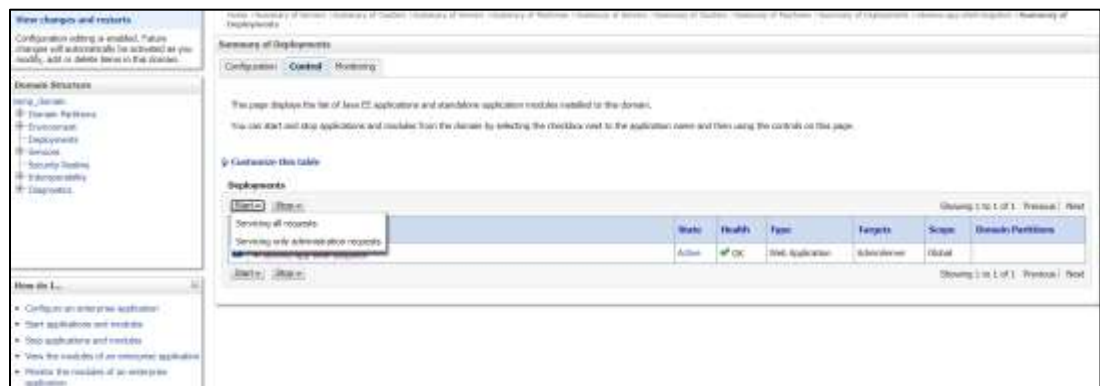 View changes and restarts
Configuration editing is enabled. Future
changes will automatically be activated as you
modify, add or delete items in this domain.
Domain Structure
Domain Partitions
Environment
Deployments
Services
Security Realms
Interoperability
Diagnostics
How do I...
Configure an enterprise application
Start applications and modules
Stop applications and modules
View the modules of an enterprise application
Monitor the modules of an enterprise
application
Summary of
Deployments
Summary of Deployments
Configuration Control Monitoring
This page displays the list of Java EE applications and standalone application modules installed to this domain.
You can start and stop applications and modules from the domain by selecting the checkbox next to the application name and then using the controls on this page.
Customize this table
Deployments
Start Stop
Showing 1 to 1 of 1 Previous | Next
Servicing all requests
Servicing only administration requests
State Health Type Targets Scope Domain Partitions
Active OK Web Application AdminServer Global
Start Stop
Showing 1 to 1 of 1 Previous | Next